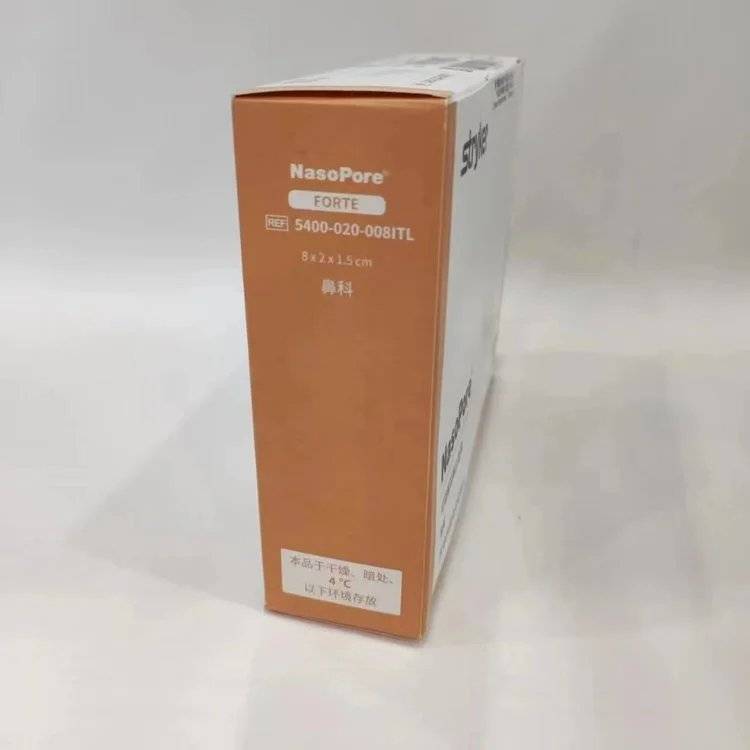 NasoPore®
FORTE
REF 5400-020-008ITL
8 x 2 x 1.5 cm
鼻科
本品于干燥、暗处、
4 ℃
以下环境存放
stryker
NasoPore